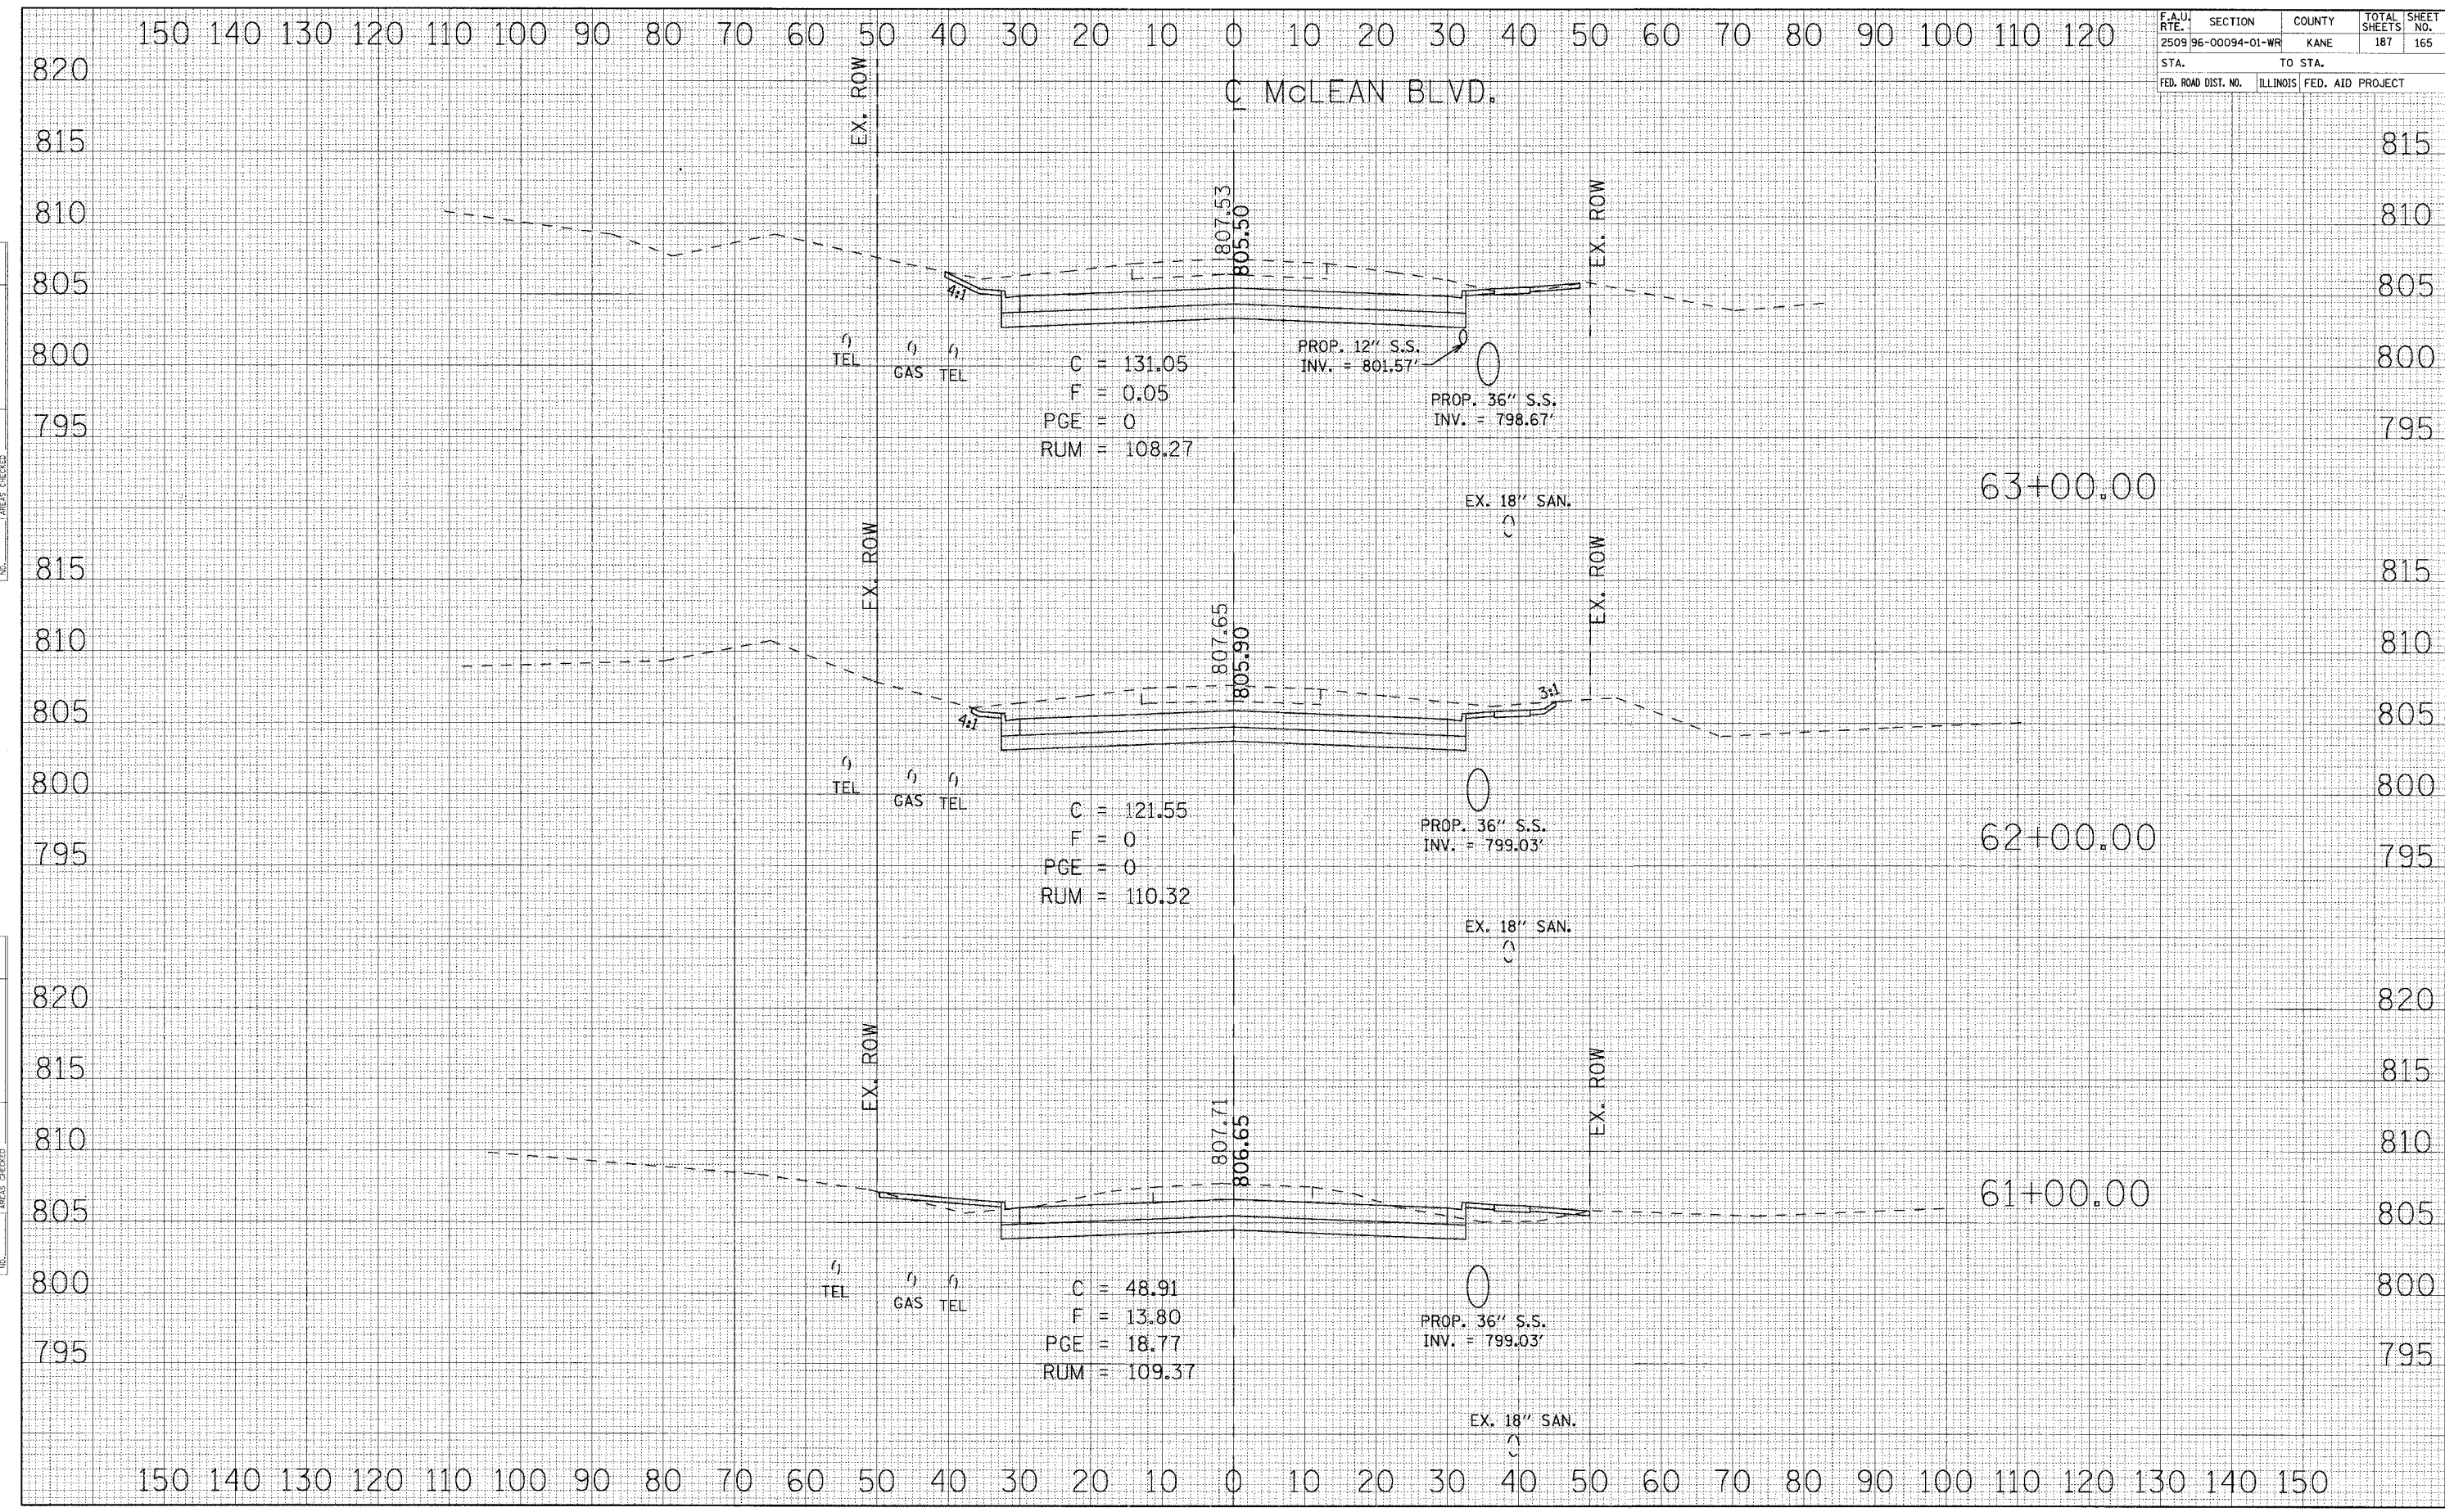 150 140 130 120 110 100 90 80 70 60 50 40 30 20 10 0 10 20 30 40 50 60 70 80 90 100 110 120
F.A.U. RTE. SECTION COUNTY TOTAL SHEETS SHEET NO.
2509 96-00094-01-WR KANE 187 165
STA. TO STA.
FED. ROAD DIST. NO. ILLINOIS FED. AID PROJECT
℄ McLEAN BLVD.
820
815 815
810 810
805 805
800 800
795 795
EX. ROW
EX. ROW
807.53
805.50
4:1
TEL
GAS
TEL
C = 131.05
F = 0.05
PGE = 0
RUM = 108.27
PROP. 12" S.S.
INV. = 801.57'
PROP. 36" S.S.
INV. = 798.67'
EX. 18" SAN.
63+00.00
815 815
810 810
805 805
800 800
795 795
EX. ROW
EX. ROW
807.65
805.90
4:1
3:1
TEL
GAS
TEL
C = 121.55
F = 0
PGE = 0
RUM = 110.32
PROP. 36" S.S.
INV. = 799.03'
EX. 18" SAN.
62+00.00
820 820
815 815
810 810
805 805
800 800
795 795
EX. ROW
EX. ROW
807.71
806.65
TEL
GAS
TEL
C = 48.91
F = 13.80
PGE = 18.77
RUM = 109.37
PROP. 36" S.S.
INV. = 799.03'
EX. 18" SAN.
61+00.00
150 140 130 120 110 100 90 80 70 60 50 40 30 20 10 0 10 20 30 40 50 60 70 80 90 100 110 120 130 140 150
NO. AREAS CHECKED
NO. AREAS CHECKED